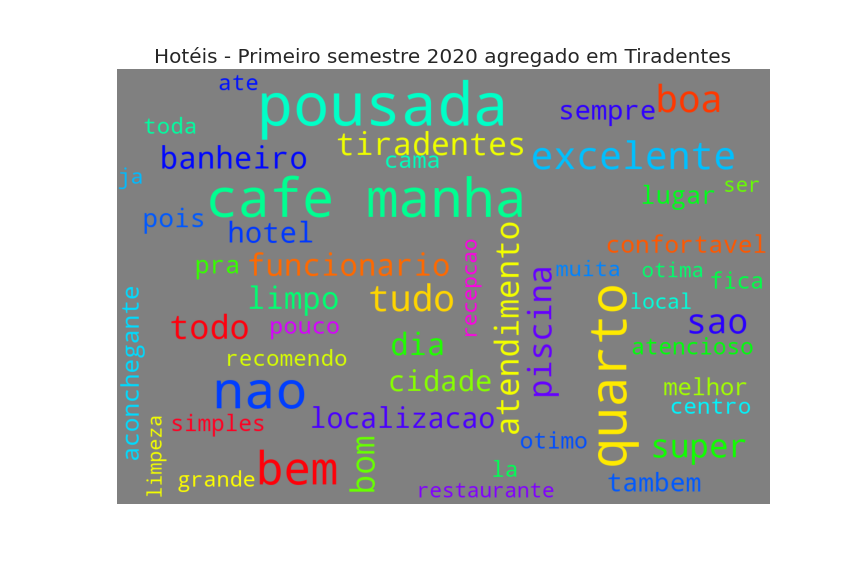 Hotéis - Primeiro semestre 2020 agregado em Tiradentes
ate
pousada
sempre
boa
toda
tiradentes
banheiro
cama
excelente
ja
cafe manha
lugar
ser
pois
hotel
atendimento
confortavel
pra
funcionario
recepcao
piscina
muita
otima
fica
aconchegante
limpo
tudo
quarto
local
todo
pouco
dia
sao
atencioso
recomendo
nao
cidade
melhor
centro
limpeza
simples
localizacao
bom
otimo
super
grande
bem
la
restaurante
tambem